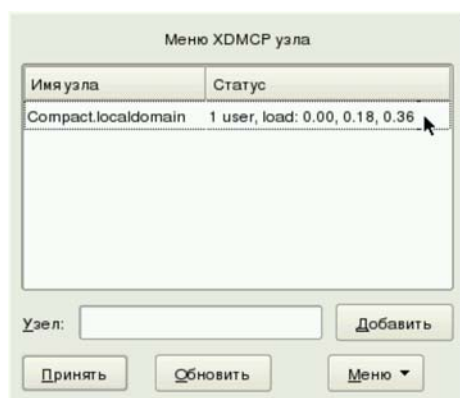 Меню XDMCP узла
Имя узла Статус
Compact.localdomain 1 user, load: 0.00, 0.18, 0.36
Узел: Добавить
Принять Обновить Меню